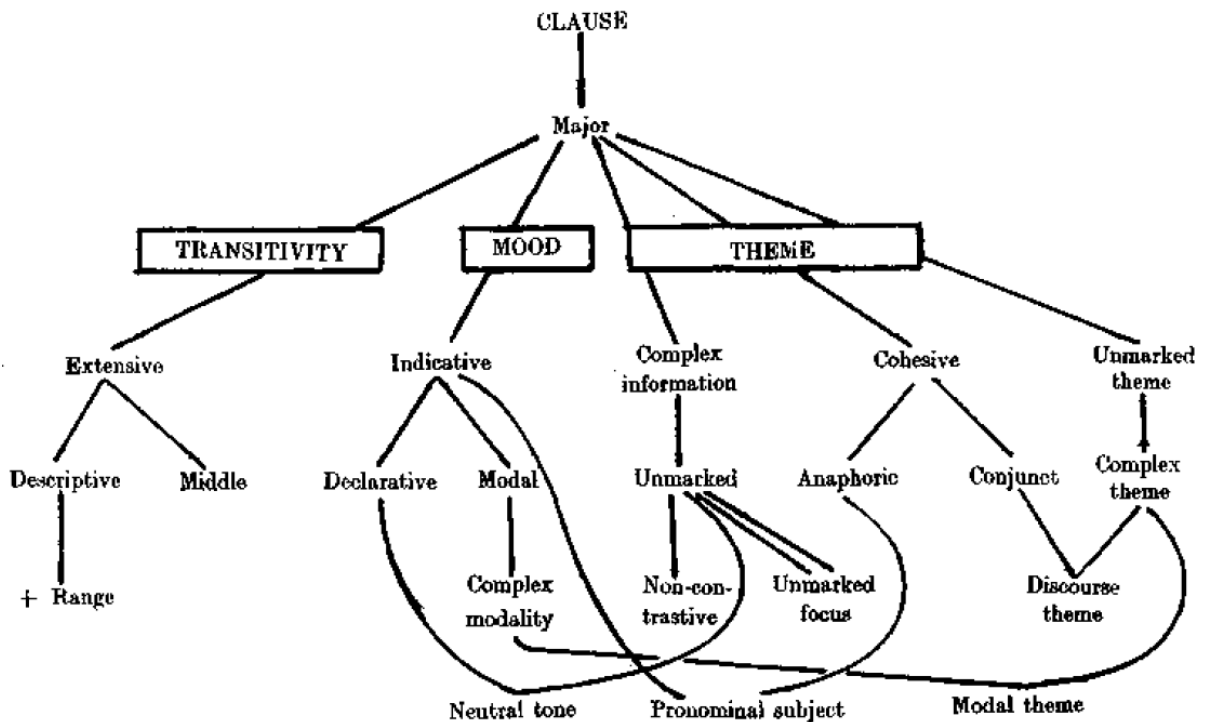 CLAUSE
Major
TRANSITIVITY
MOOD
THEME
Extensive
Indicative
Complex
information
Cohesive
Unmarked
theme
Descriptive
Middle
Declarative
Modal
Unmarked
Anaphoric
Conjunct
Complex
theme
+ Range
Complex
modality
Non-con-
trastive
Unmarked
focus
Discourse
theme
Neutral tone
Pronominal subject
Modal theme